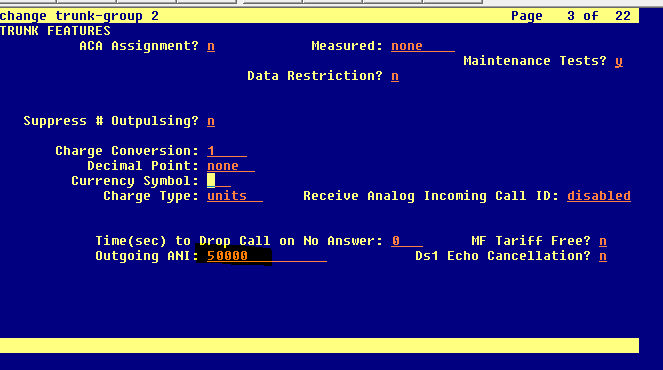 change trunk-group 2 Page 3 of 22
TRUNK FEATURES
ACA Assignment? n Measured: none
Maintenance Tests? y
Data Restriction? n
Suppress # Outpulsing? n
Charge Conversion: 1
Decimal Point: none
Currency Symbol:
Charge Type: units Receive Analog Incoming Call ID: disabled
Time(sec) to Drop Call on No Answer: 0 MF Tariff Free? n
Outgoing ANI: 50000 Ds1 Echo Cancellation? n